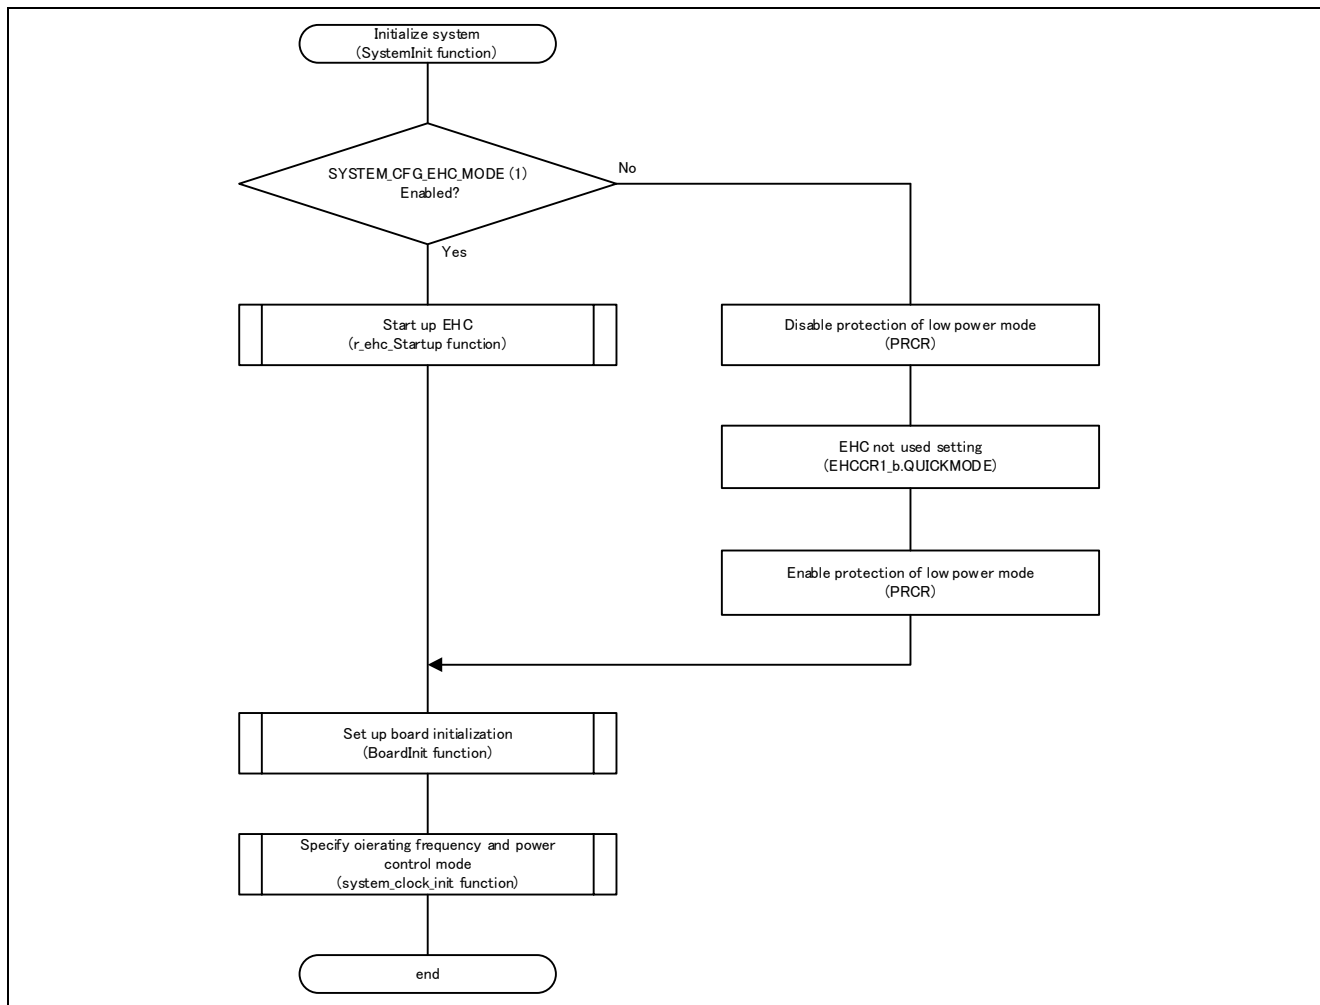 Initialize system
(SystemInit function)
SYSTEM_CFG_EHC_MODE (1)
Enabled?
No
Yes
Start up EHC
(r_ehc_Startup function)
Disable protection of low power mode
(PRCR)
EHC not used setting
(EHCCR1_b.QUICKMODE)
Enable protection of low power mode
(PRCR)
Set up board initialization
(BoardInit function)
Specify oierating frequency and power
control mode
(system_clock_init function)
end